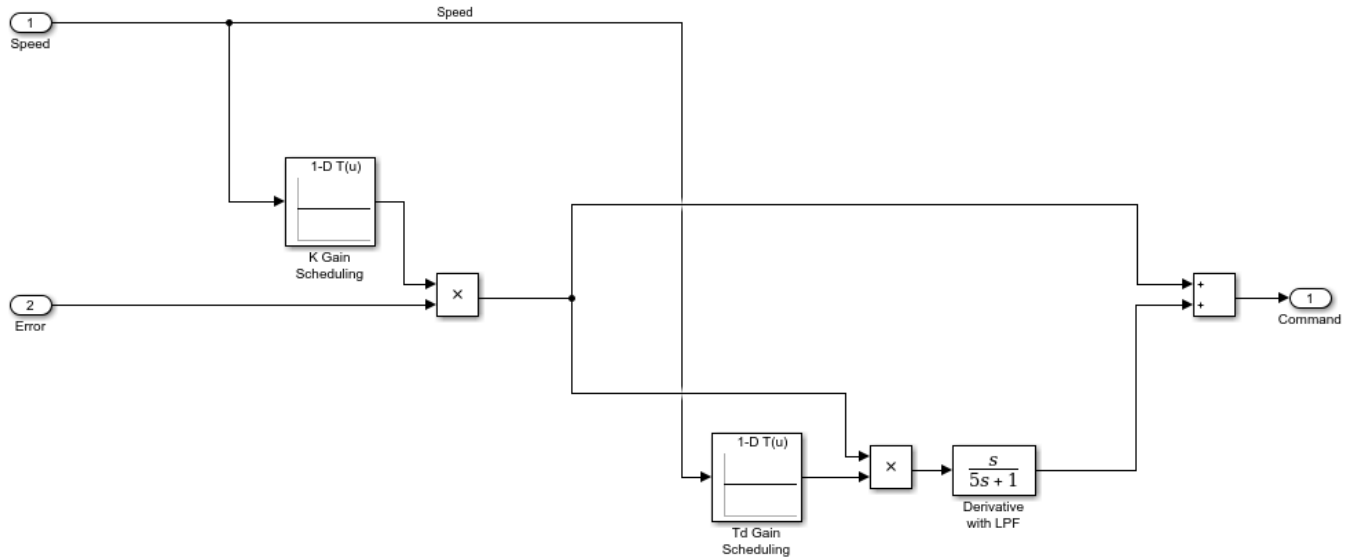 Speed
1
Speed
1-D T(u)
K Gain
Scheduling
2
Error
×
+
+
1
Command
1-D T(u)
Td Gain
Scheduling
×
s
5s + 1
Derivative
with LPF